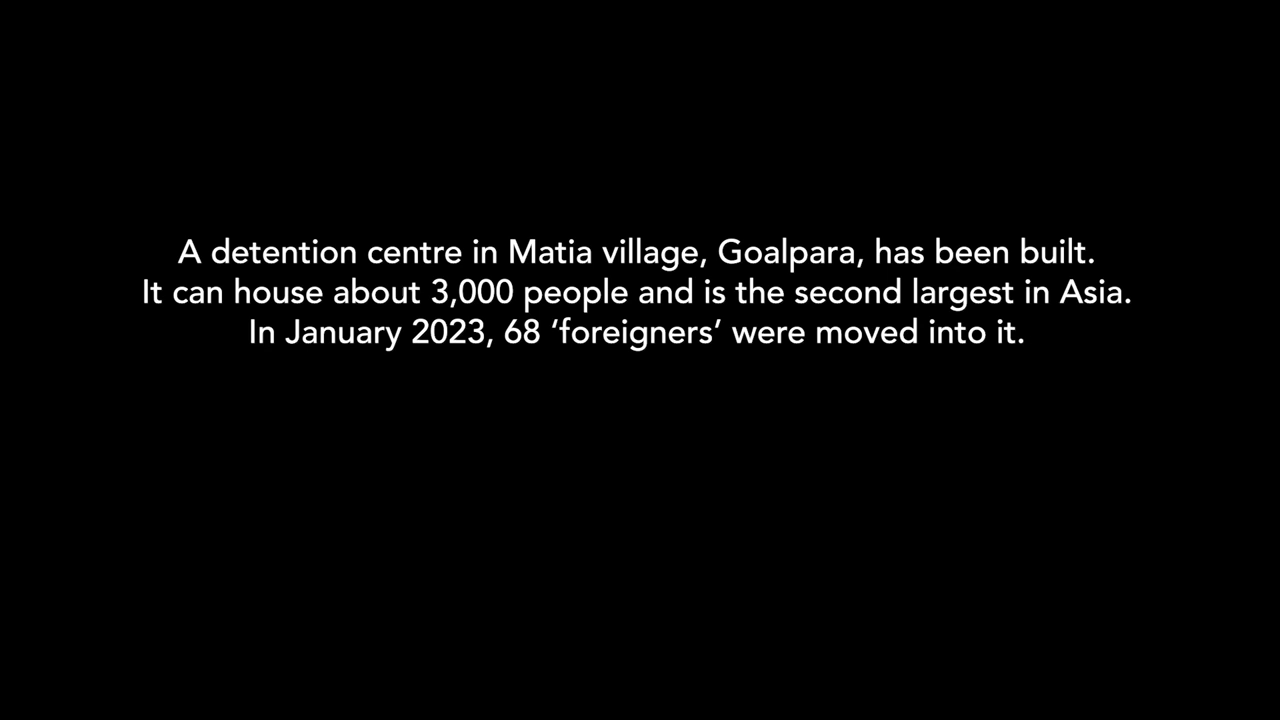 A detention centre in Matia village, Goalpara, has been built.
It can house about 3,000 people and is the second largest in Asia.
In January 2023, 68 ‘foreigners’ were moved into it.